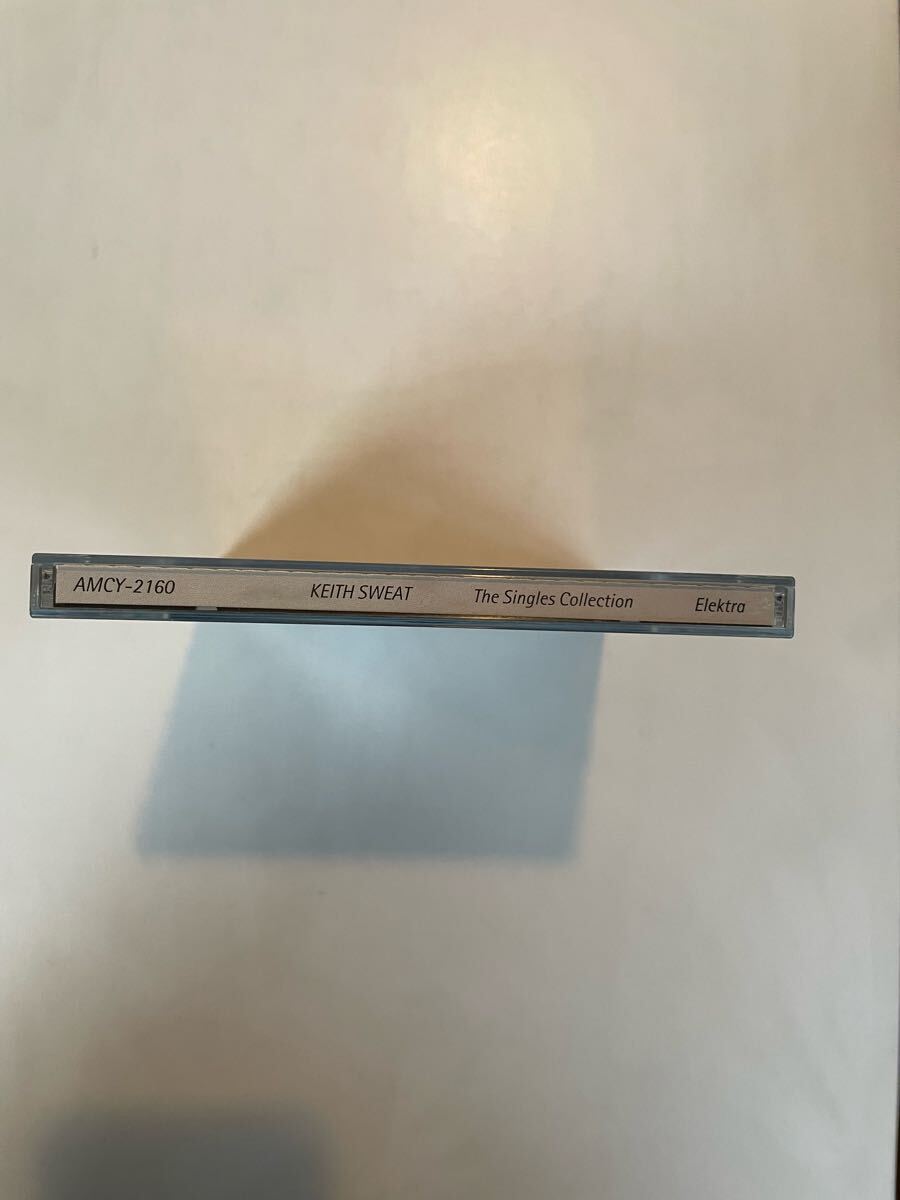 AMCY-2160 KEITH SWEAT The Singles Collection Elektra